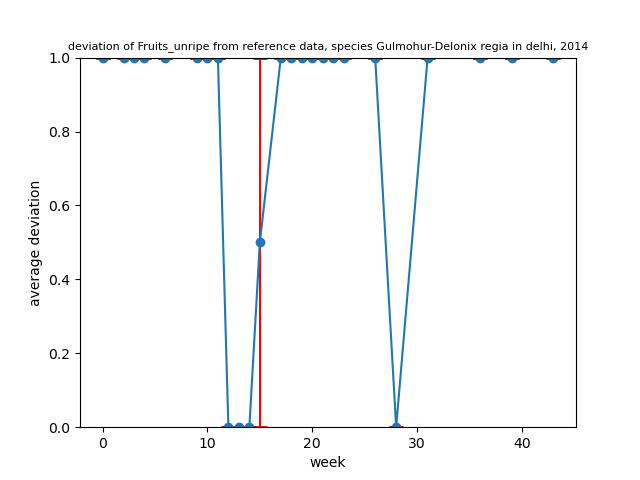 deviation of Fruits_unripe from reference data, species Gulmohur-Delonix regia in delhi, 2014
1.0
0.8
0.6
0.4
0.2
0.0
average deviation
0 10 20 30 40
week